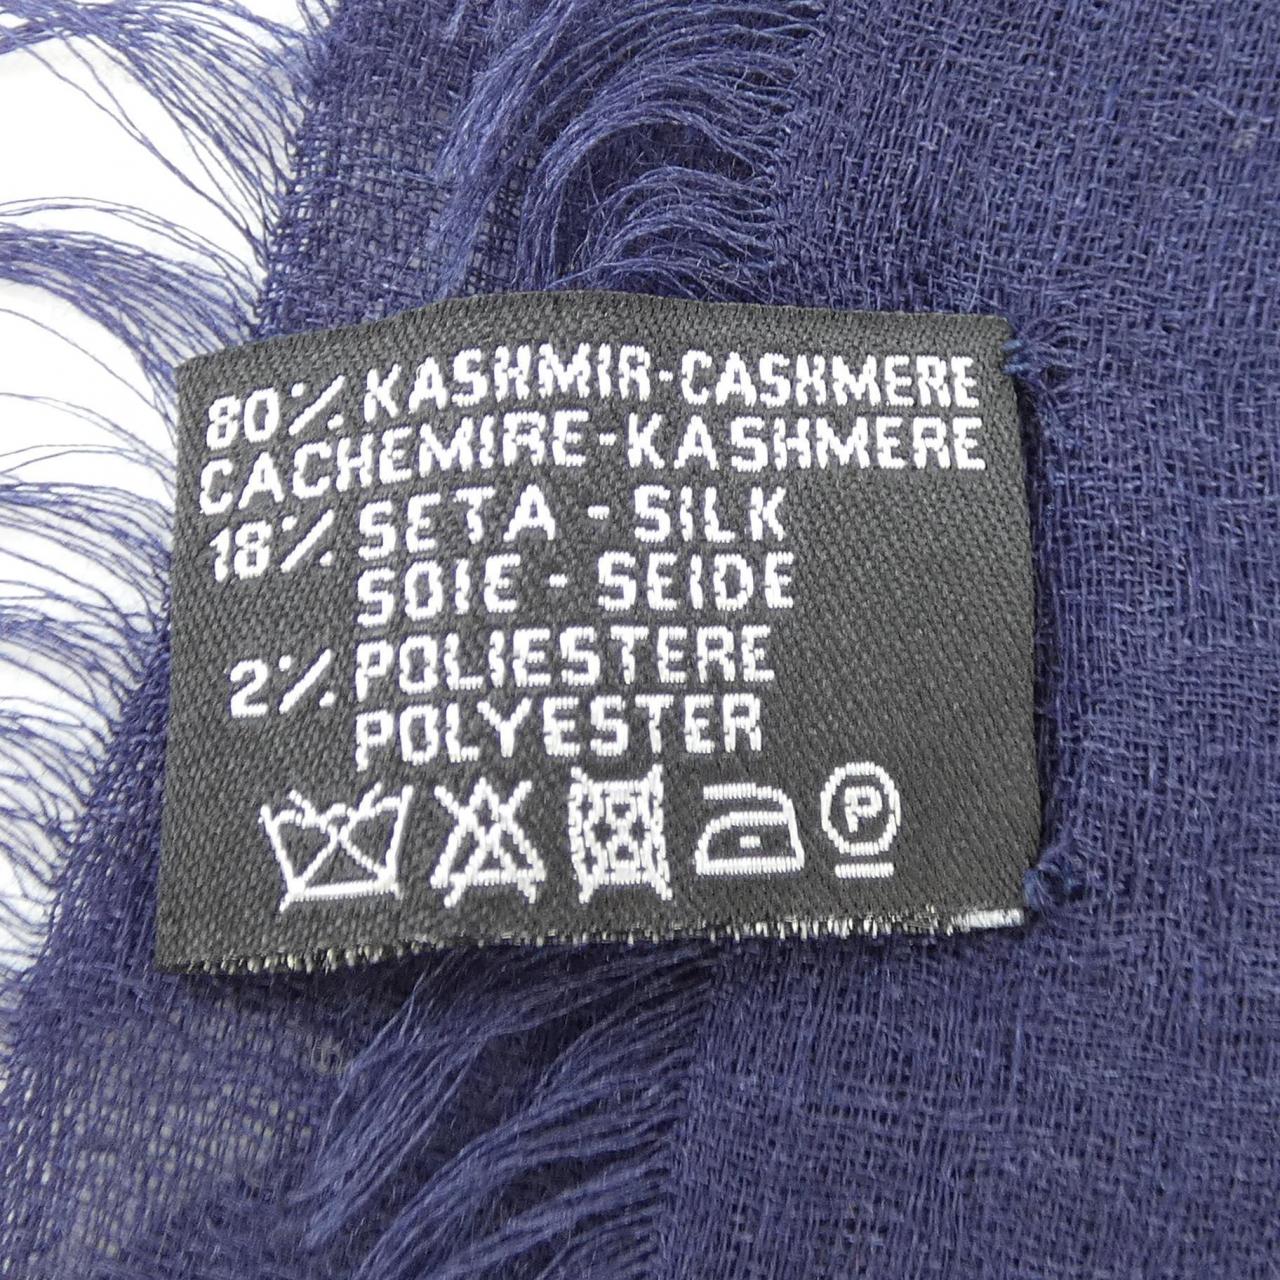 80% KASHMIR-CASHMERE
CACHEMIRE-KASHMERE
18% SETA - SILK
SOIE - SEIDE
2% POLIESTERE
POLYESTER
P